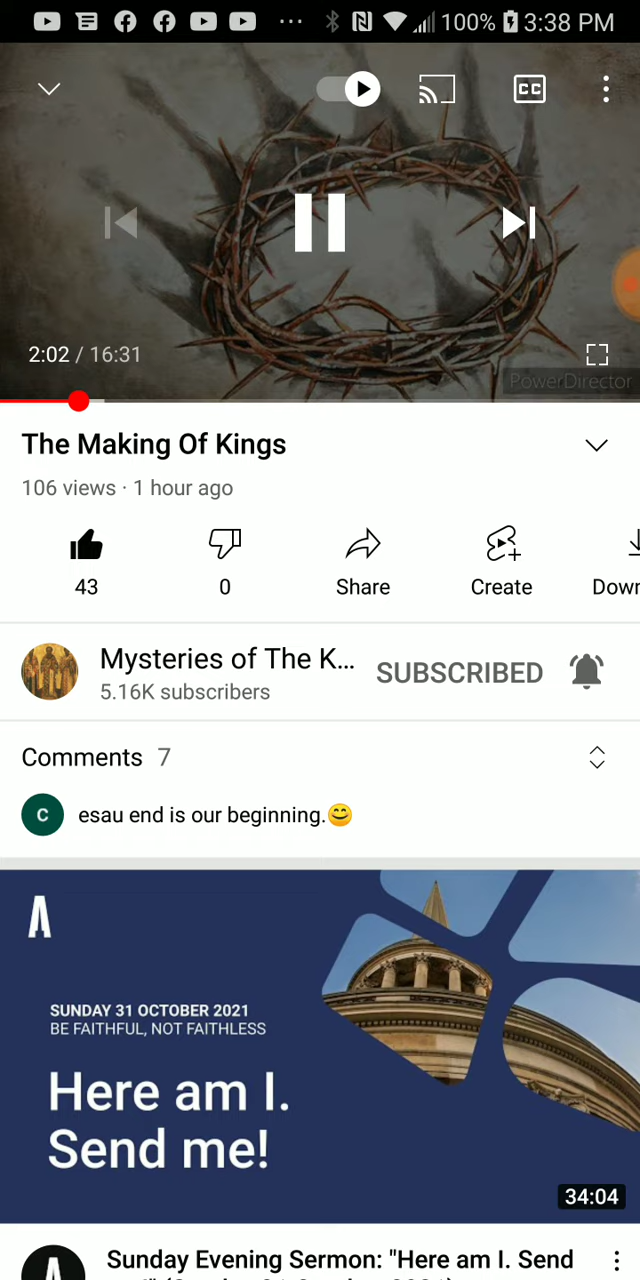 100% 3:38 PM
CC
2:02 / 16:31
PowerDirector
The Making Of Kings
106 views · 1 hour ago
43
0
Share
Create
Down
Mysteries of The K...
5.16K subscribers
SUBSCRIBED
Comments 7
C
esau end is our beginning.😊
A
SUNDAY 31 OCTOBER 2021
BE FAITHFUL, NOT FAITHLESS
Here am I.
Send me!
34:04
Sunday Evening Sermon: "Here am I. Send